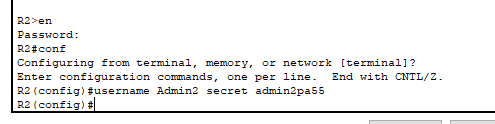 R2>en
Password:
R2#conf
Configuring from terminal, memory, or network [terminal]?
Enter configuration commands, one per line.  End with CNTL/Z.
R2(config)#username Admin2 secret admin2pa55
R2(config)#